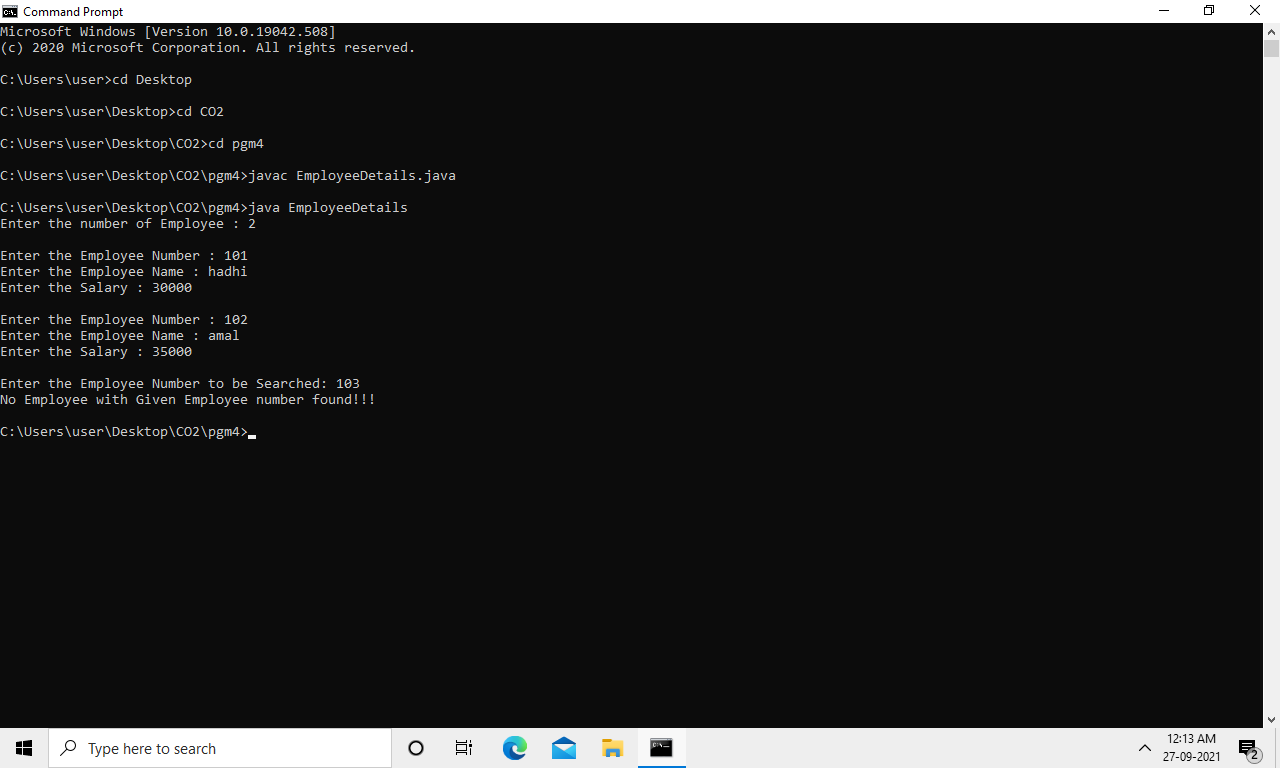 Command Prompt
Microsoft Windows [Version 10.0.19042.508]
(c) 2020 Microsoft Corporation. All rights reserved.
C:\Users\user>cd Desktop
C:\Users\user\Desktop>cd CO2
C:\Users\user\Desktop\CO2>cd pgm4
C:\Users\user\Desktop\CO2\pgm4>javac EmployeeDetails.java
C:\Users\user\Desktop\CO2\pgm4>java EmployeeDetails
Enter the number of Employee : 2
Enter the Employee Number : 101
Enter the Employee Name : hadhi
Enter the Salary : 30000
Enter the Employee Number : 102
Enter the Employee Name : amal
Enter the Salary : 35000
Enter the Employee Number to be Searched: 103
No Employee with Given Employee number found!!!
C:\Users\user\Desktop\CO2\pgm4>
Type here to search
12:13 AM
27-09-2021
2